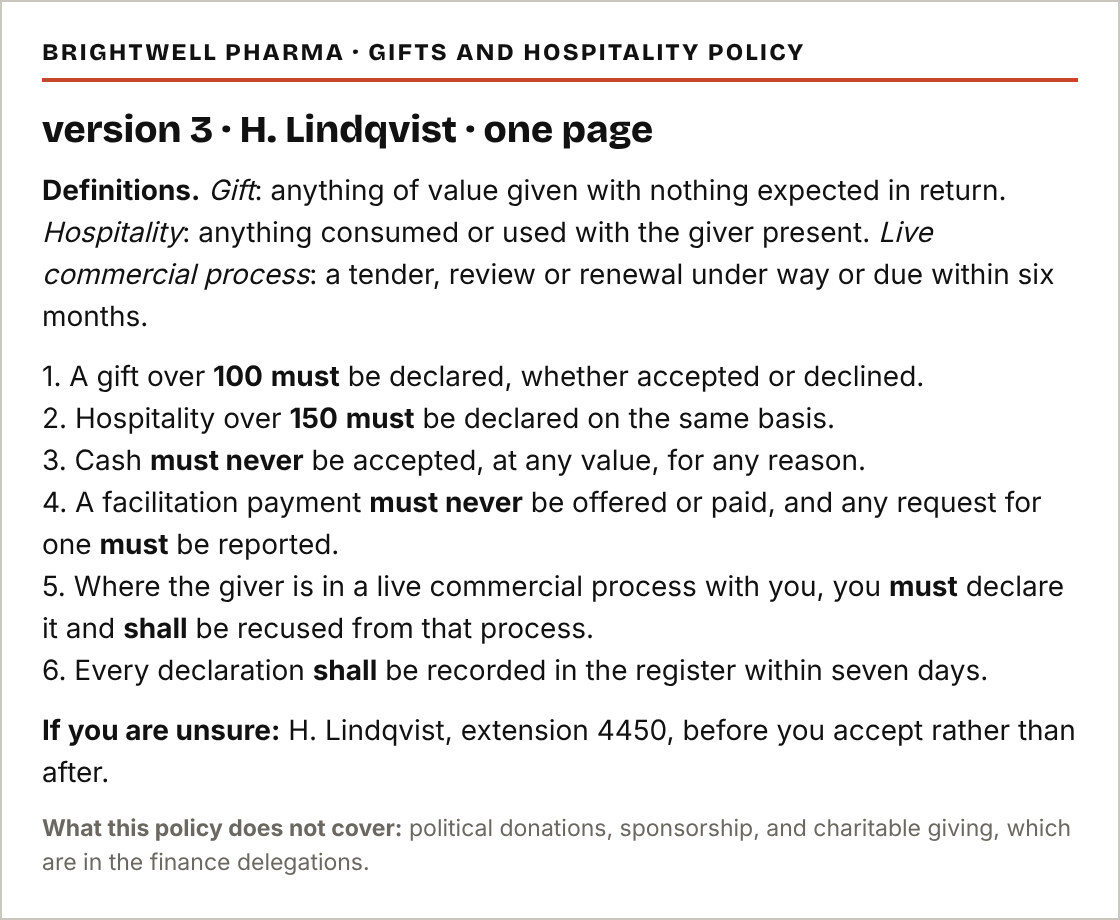 BRIGHTWELL PHARMA · GIFTS AND HOSPITALITY POLICY
version 3 · H. Lindqvist · one page
Definitions. Gift: anything of value given with nothing expected in return.
Hospitality: anything consumed or used with the giver present. Live
commercial process: a tender, review or renewal under way or due within six
months.
1. A gift over 100 must be declared, whether accepted or declined.
2. Hospitality over 150 must be declared on the same basis.
3. Cash must never be accepted, at any value, for any reason.
4. A facilitation payment must never be offered or paid, and any request for
one must be reported.
5. Where the giver is in a live commercial process with you, you must declare
it and shall be recused from that process.
6. Every declaration shall be recorded in the register within seven days.
If you are unsure: H. Lindqvist, extension 4450, before you accept rather than
after.
What this policy does not cover: political donations, sponsorship, and charitable giving, which
are in the finance delegations.